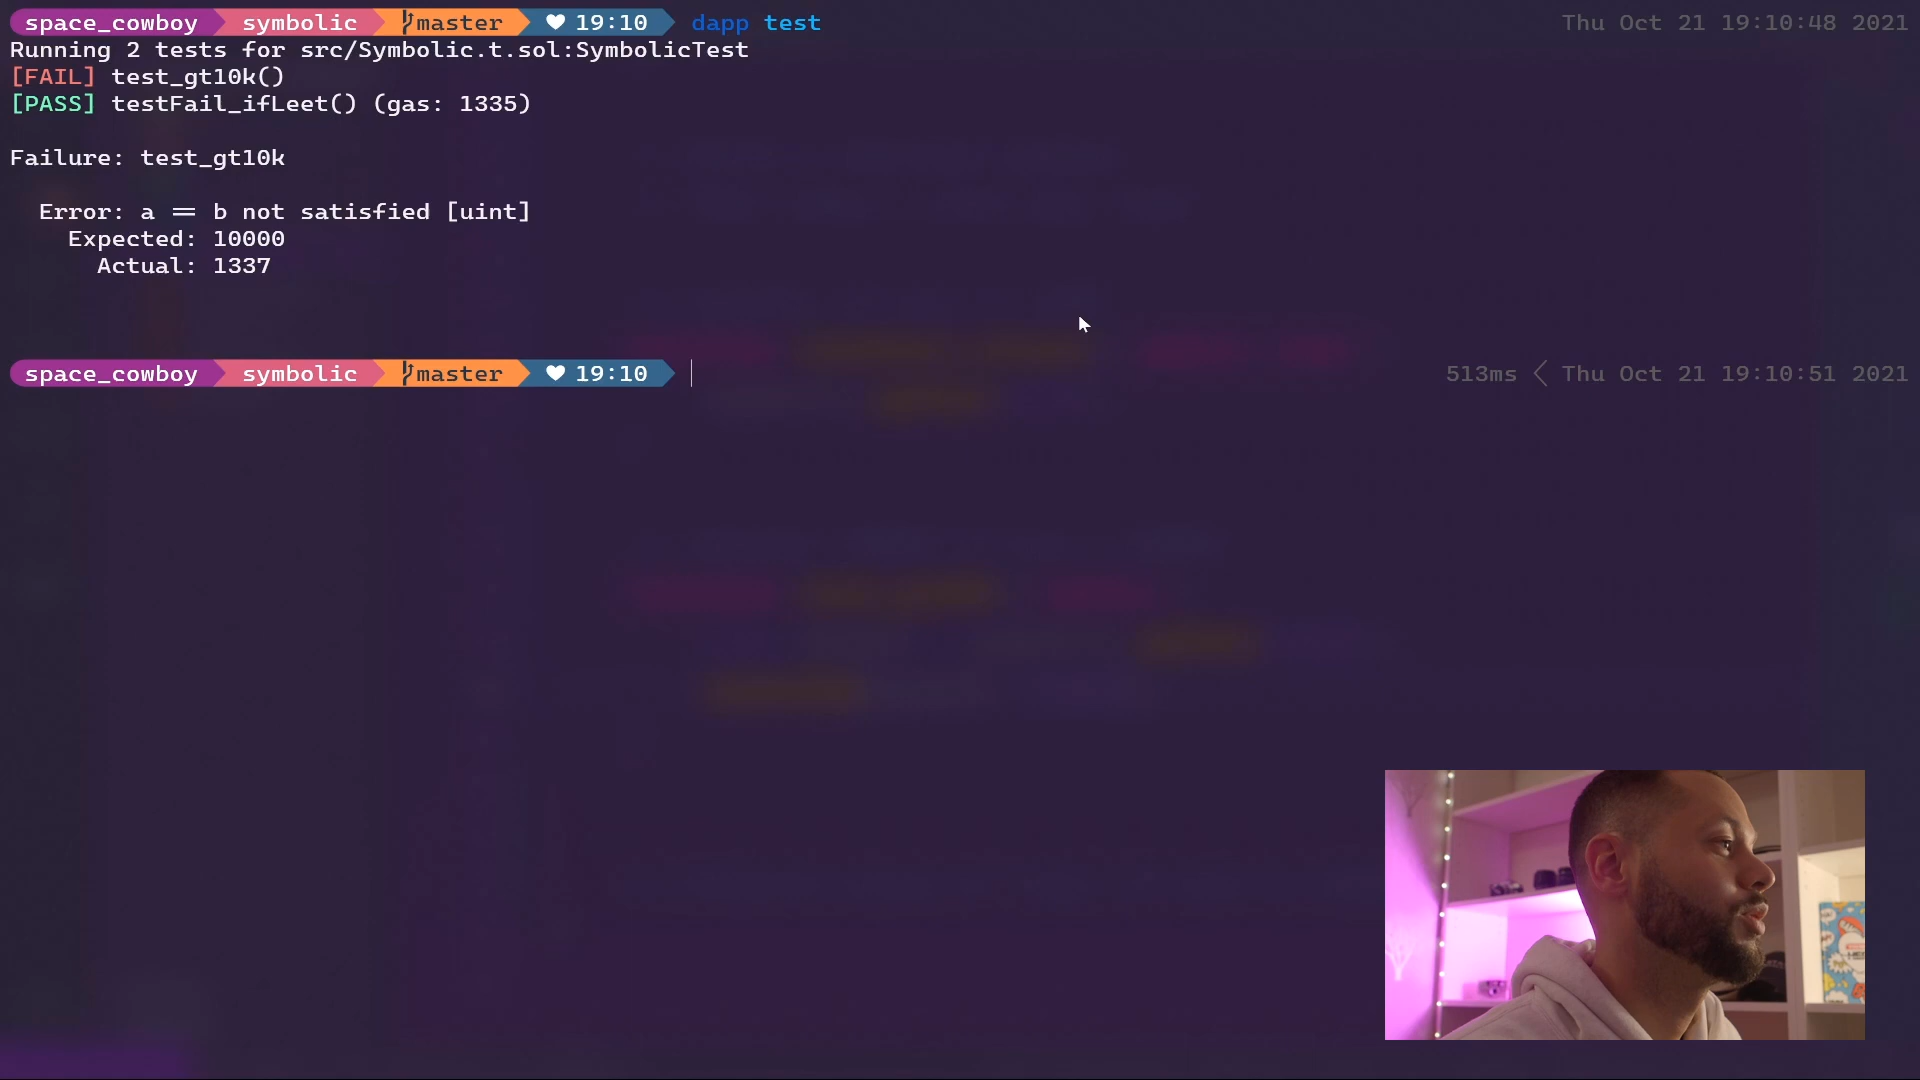 space_cowboy symbolic master ♥ 19:10 dapp test Thu Oct 21 19:10:48 2021
Running 2 tests for src/Symbolic.t.sol:SymbolicTest
[FAIL] test_gt10k()
[PASS] testFail_ifLeet() (gas: 1335)
Failure: test_gt10k
Error: a == b not satisfied [uint]
Expected: 10000
Actual: 1337
space_cowboy symbolic master ♥ 19:10 513ms < Thu Oct 21 19:10:51 2021